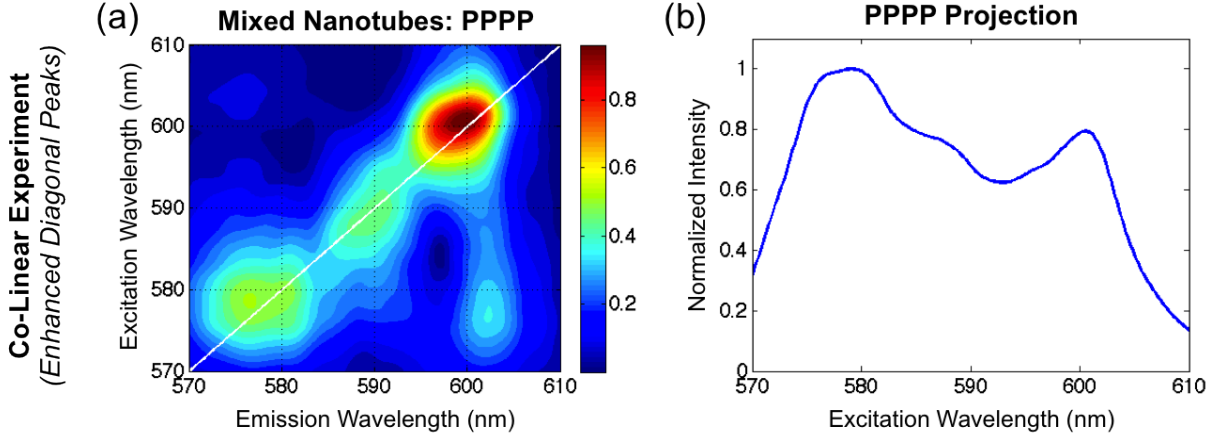 Co-Linear Experiment
(Enhanced Diagonal Peaks)
(a)
Mixed Nanotubes: PPPP
Excitation Wavelength (nm)
610
600
590
580
570
570
580
590
600
610
Emission Wavelength (nm)
0.8
0.6
0.4
0.2
(b)
PPPP Projection
Normalized Intensity
1
0.8
0.6
0.4
0.2
0
570
580
590
600
610
Excitation Wavelength (nm)